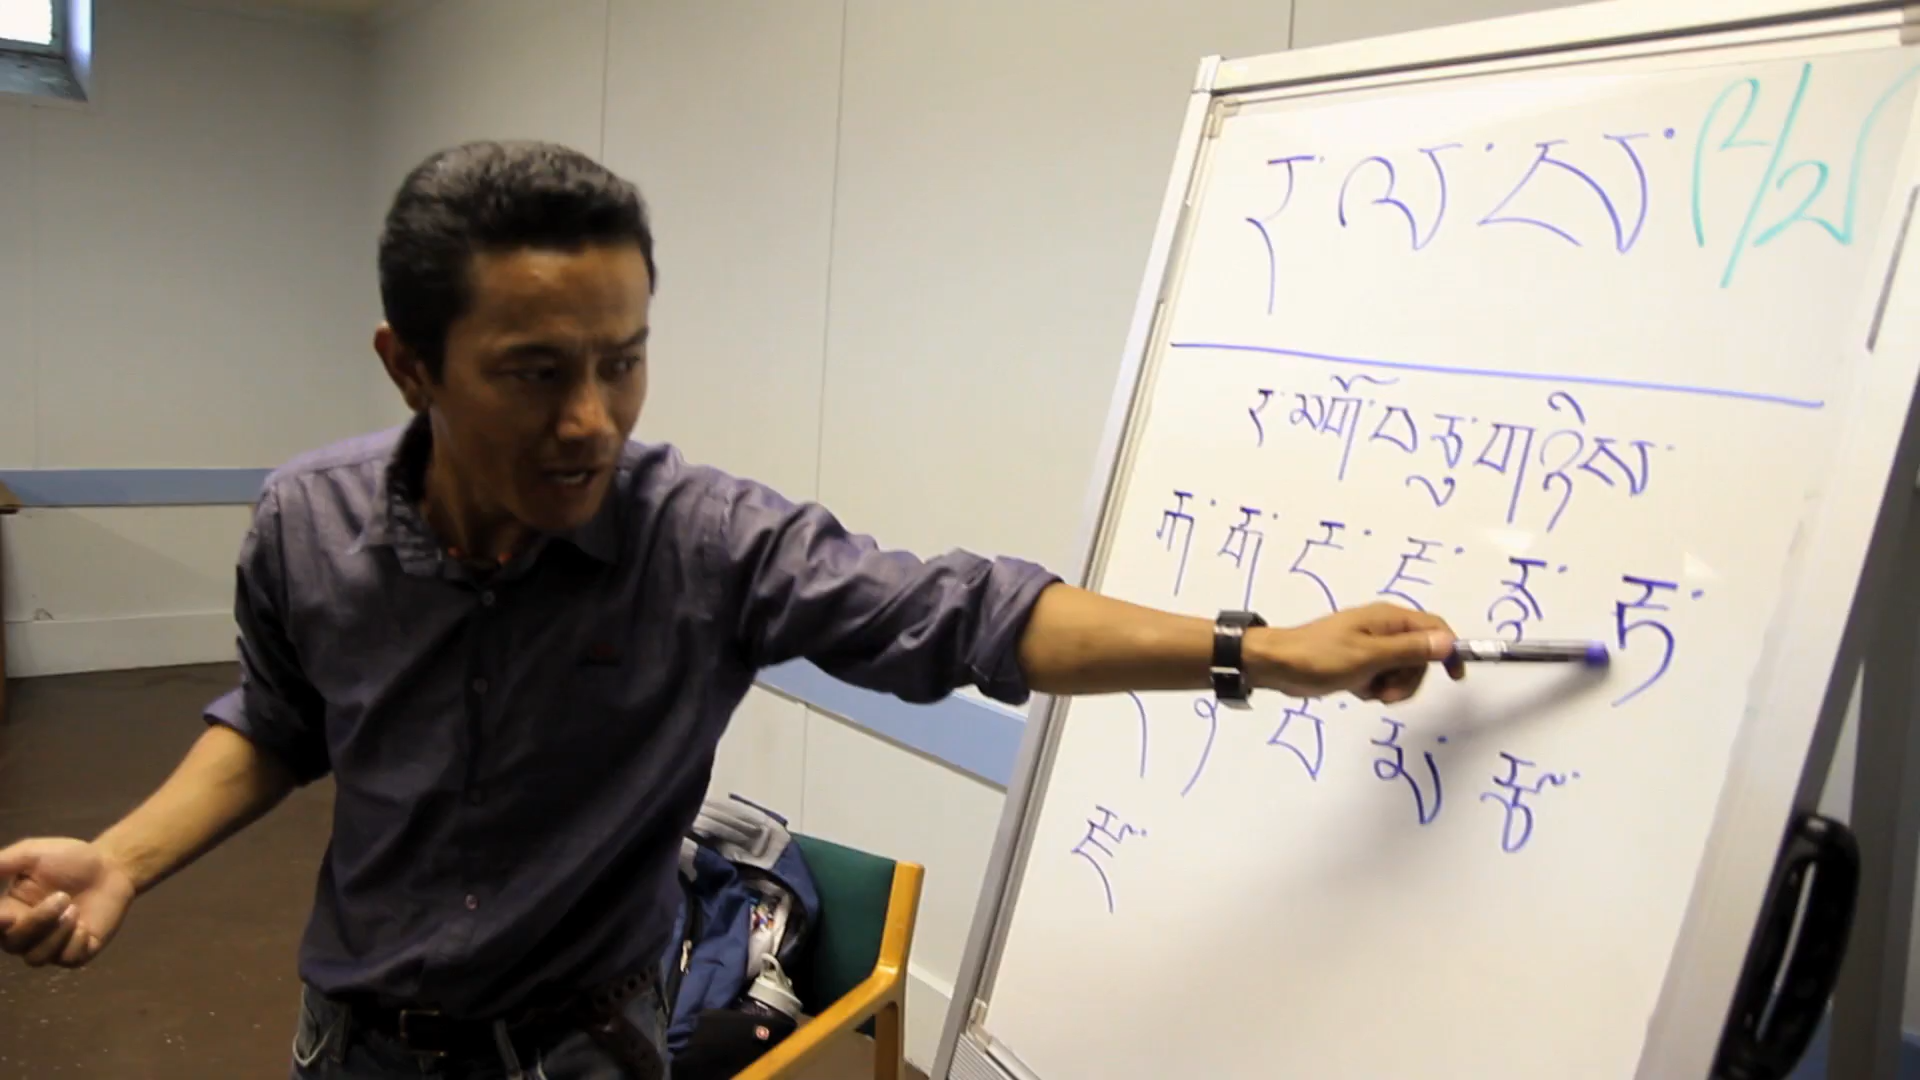 ར་ ལ་ ས་
ར་མགོ་བཅུ་གཉིས་
རྐ་ རྒ་ རྔ་ རྗ་ རྙ་ རྟ་
རྦ་ རྨ་ རྩ་
རྫ་